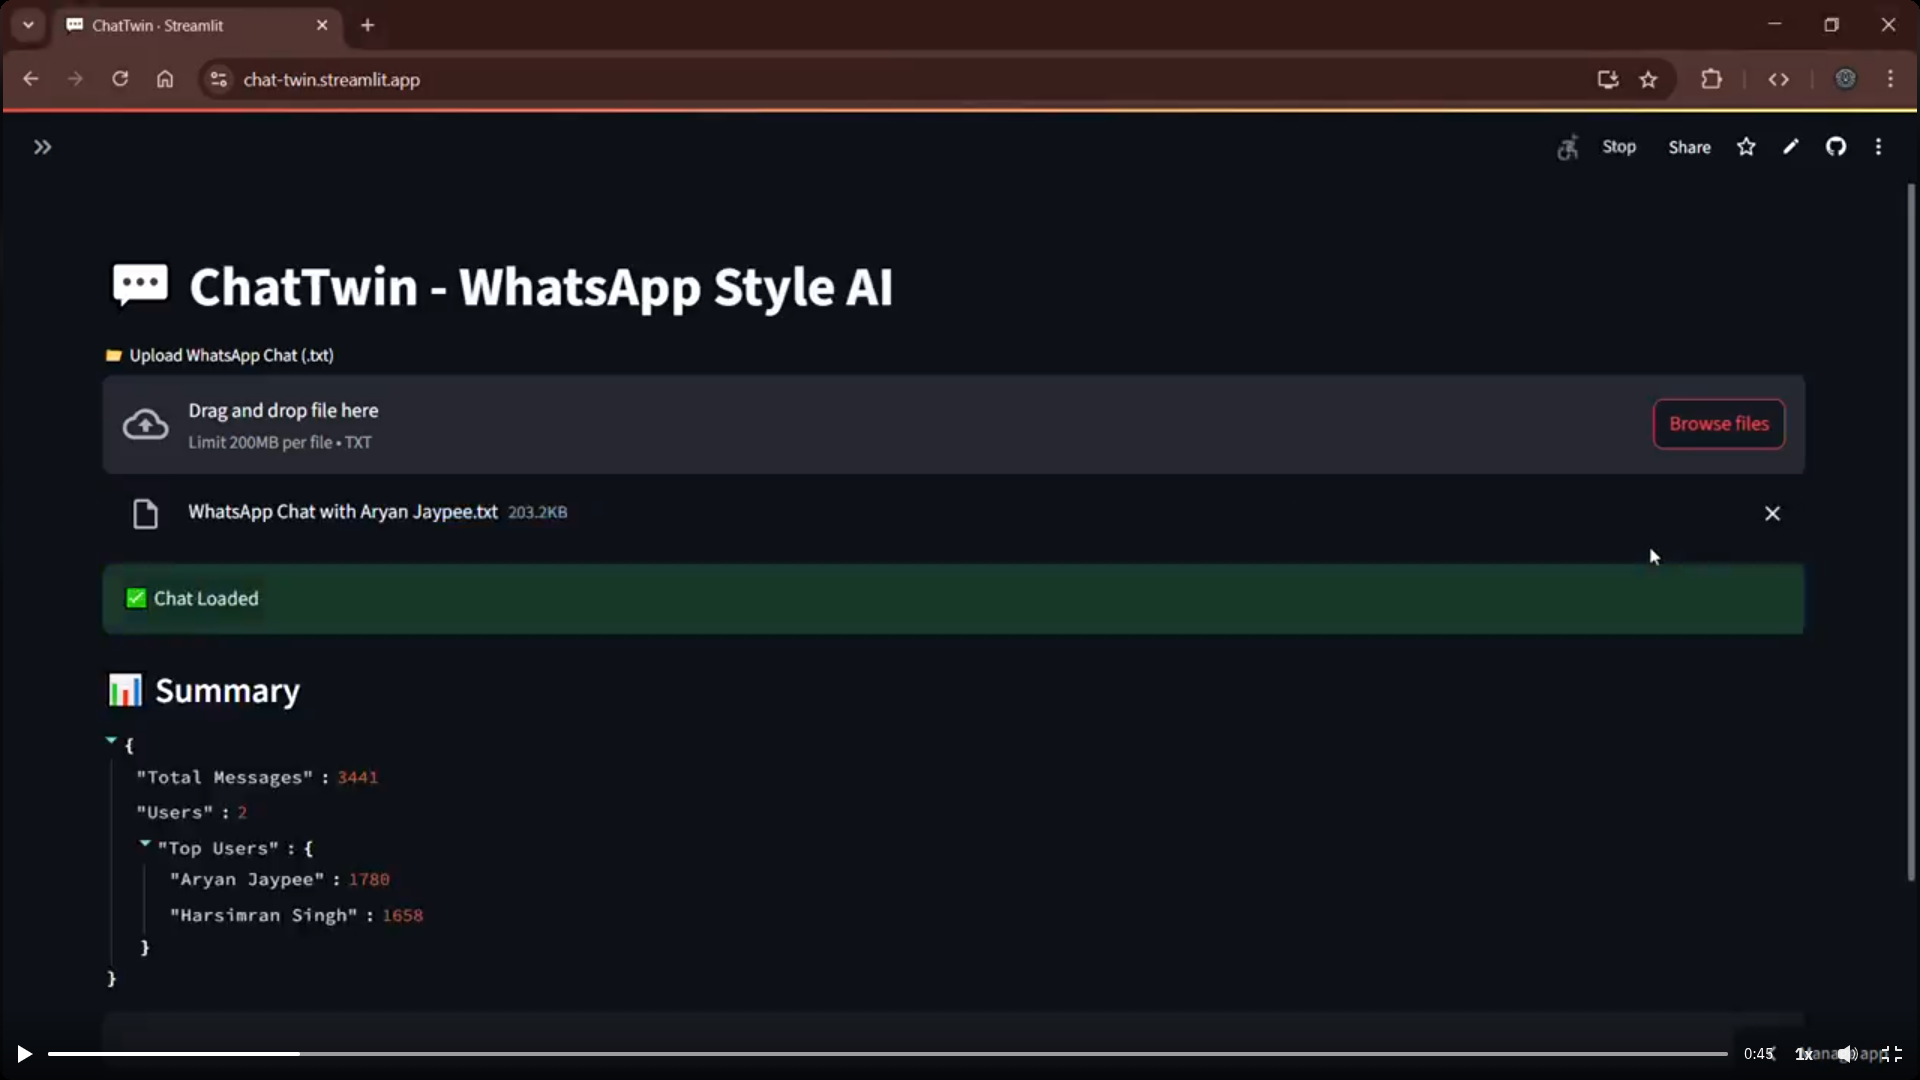 ChatTwin · Streamlit
chat-twin.streamlit.app
Stop Share
💬 ChatTwin - WhatsApp Style AI
📂 Upload WhatsApp Chat (.txt)
Drag and drop file here
Limit 200MB per file • TXT
Browse files
WhatsApp Chat with Aryan Jaypee.txt 203.2KB
✅ Chat Loaded
📊 Summary
{
"Total Messages" : 3441
"Users" : 2
"Top Users" : {
"Aryan Jaypee" : 1780
"Harsimran Singh" : 1658
}
}
0:45 1x